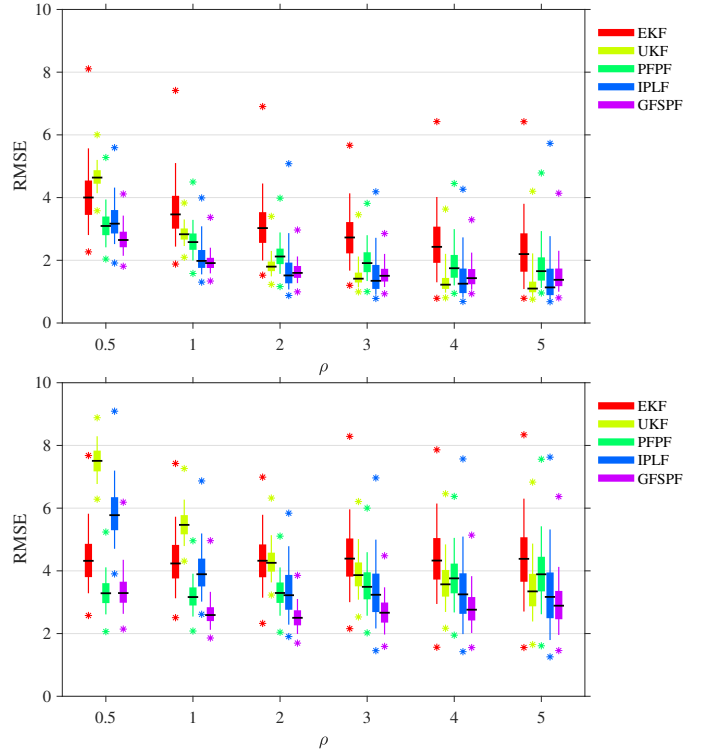 10
8
6
4
2
0
RMSE
0.5 1 2 3 4 5
ρ
EKF
UKF
PFPF
IPLF
GFSPF
10
8
6
4
2
0
RMSE
0.5 1 2 3 4 5
ρ
EKF
UKF
PFPF
IPLF
GFSPF